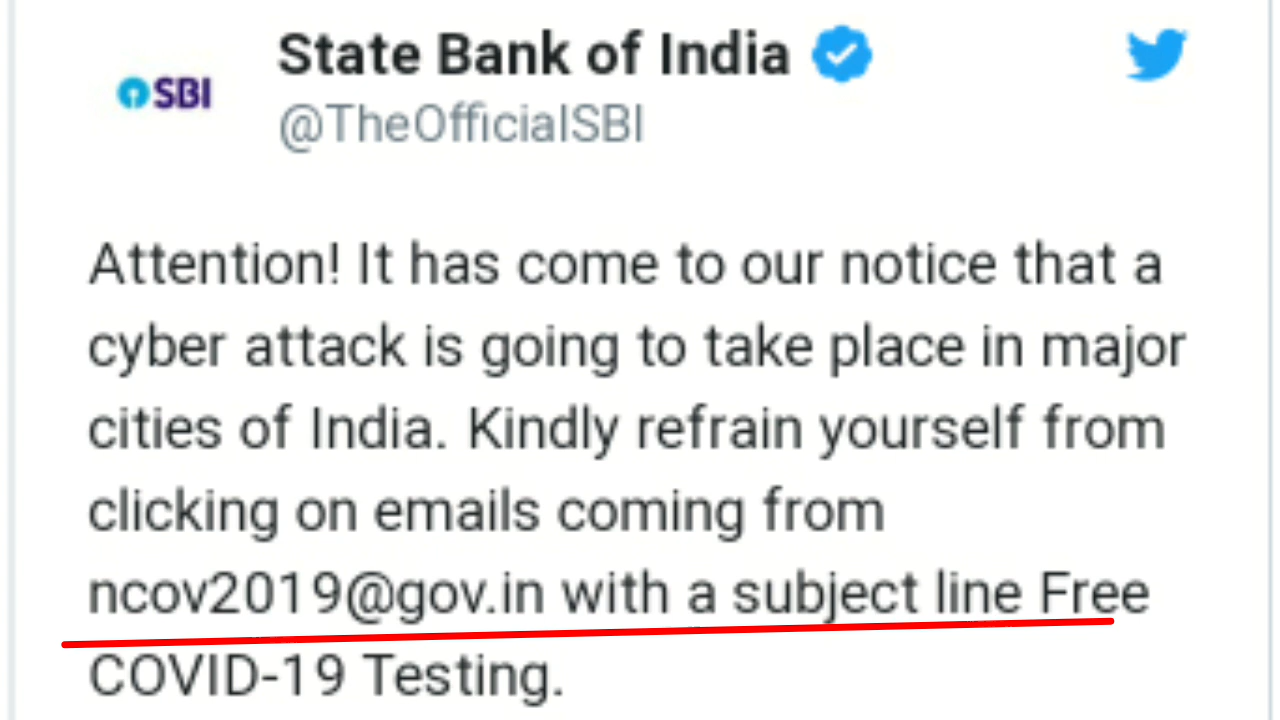 State Bank of India
SBI
@TheOfficialSBI
Attention! It has come to our notice that a
cyber attack is going to take place in major
cities of India. Kindly refrain yourself from
clicking on emails coming from
ncov2019@gov.in with a subject line Free
COVID-19 Testing.